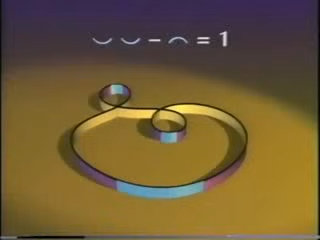 ◡ ◡ – ◠ = 1